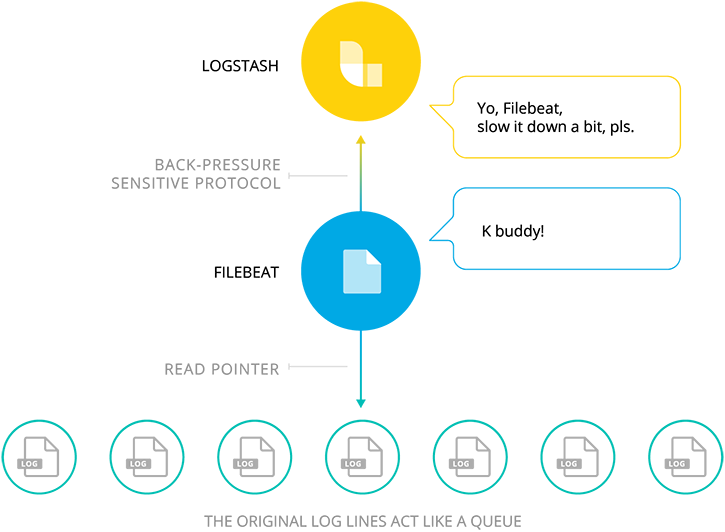 LOGSTASH
Yo, Filebeat,
slow it down a bit, pls.
BACK-PRESSURE
SENSITIVE PROTOCOL
K buddy!
FILEBEAT
READ POINTER
LOG
LOG
LOG
LOG
LOG
LOG
LOG
THE ORIGINAL LOG LINES ACT LIKE A QUEUE